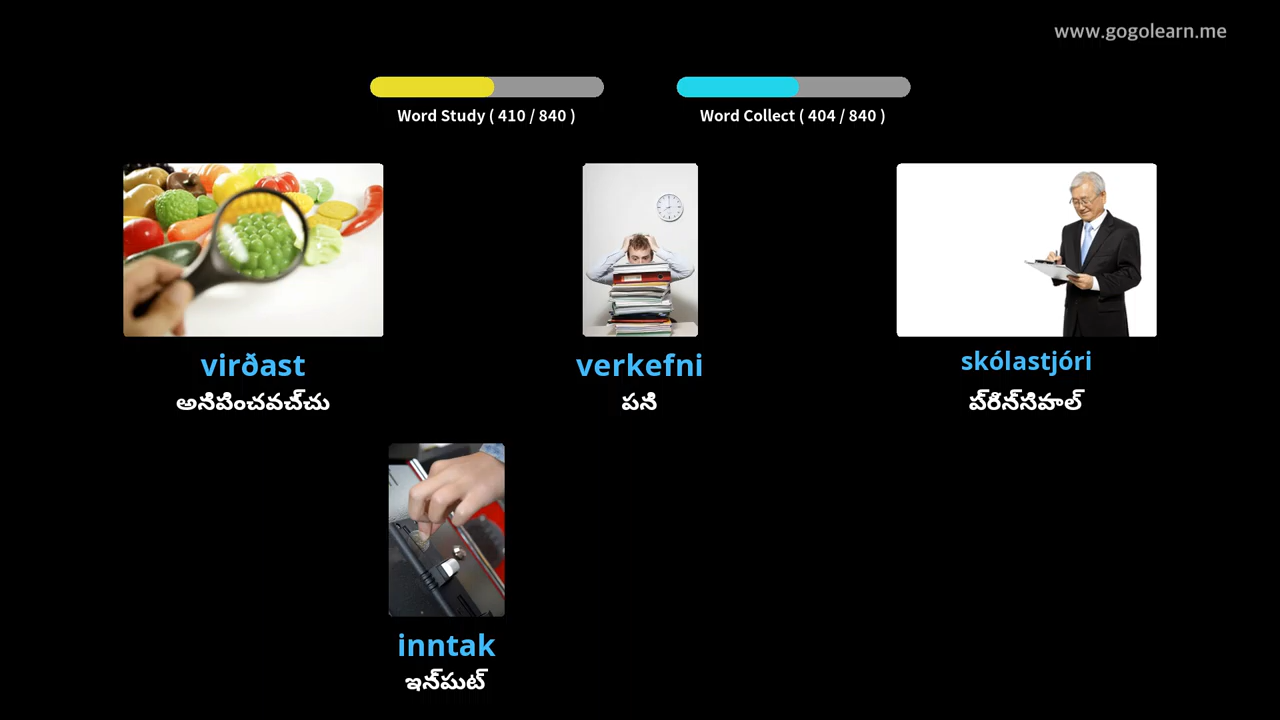 www.gogolearn.me
Word Study ( 410 / 840 )
Word Collect ( 404 / 840 )
virðast
అనిపించవచ్చు
verkefni
పని
skólastjóri
ప్రిన్సిపాల్
inntak
ఇన్పుట్